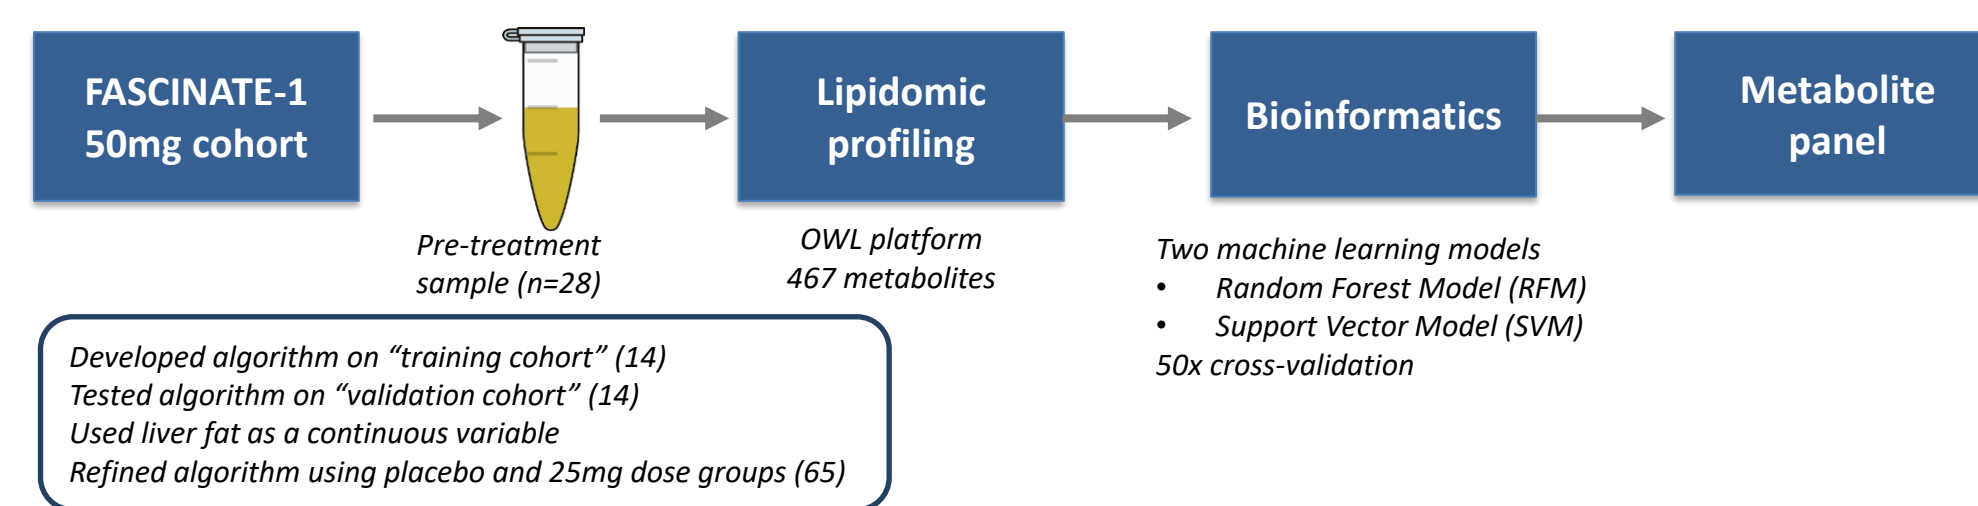 FASCINATE-1
50mg cohort
Pre-treatment
sample (n=28)
Lipidomic
profiling
OWL platform
467 metabolites
Bioinformatics
Two machine learning models
• Random Forest Model (RFM)
• Support Vector Model (SVM)
50x cross-validation
Metabolite
panel
Developed algorithm on “training cohort” (14)
Tested algorithm on “validation cohort” (14)
Used liver fat as a continuous variable
Refined algorithm using placebo and 25mg dose groups (65)